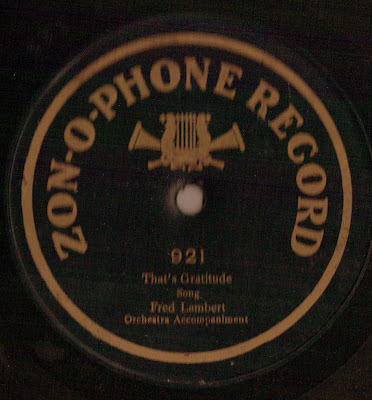 ZON-O-PHONE RECORD
921
That's Gratitude
Song
Fred Lambert
Orchestra Accompaniment